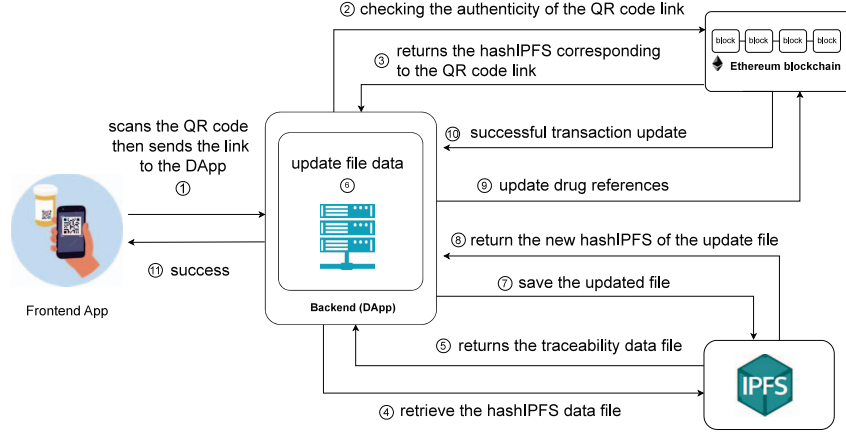 ② checking the authenticity of the QR code link
③ returns the hashIPFS corresponding
to the QR code link
block block block block
Ethereum blockchain
scans the QR code
then sends the link
to the DApp
①
⑩ successful transaction update
update file data
⑥
⑨ update drug references
⑧ return the new hashIPFS of the update file
⑪ success
⑦ save the updated file
Frontend App
Backend (DApp)
⑤ returns the traceability data file
IPFS
④ retrieve the hashIPFS data file